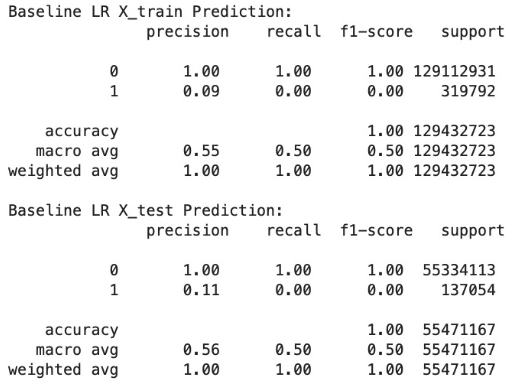 Baseline LR X_train Prediction:
precision recall f1-score support
0 1.00 1.00 1.00 129112931
1 0.09 0.00 0.00 319792
accuracy 1.00 129432723
macro avg 0.55 0.50 0.50 129432723
weighted avg 1.00 1.00 1.00 129432723
Baseline LR X_test Prediction:
precision recall f1-score support
0 1.00 1.00 1.00 55334113
1 0.11 0.00 0.00 137054
accuracy 1.00 55471167
macro avg 0.56 0.50 0.50 55471167
weighted avg 1.00 1.00 1.00 55471167